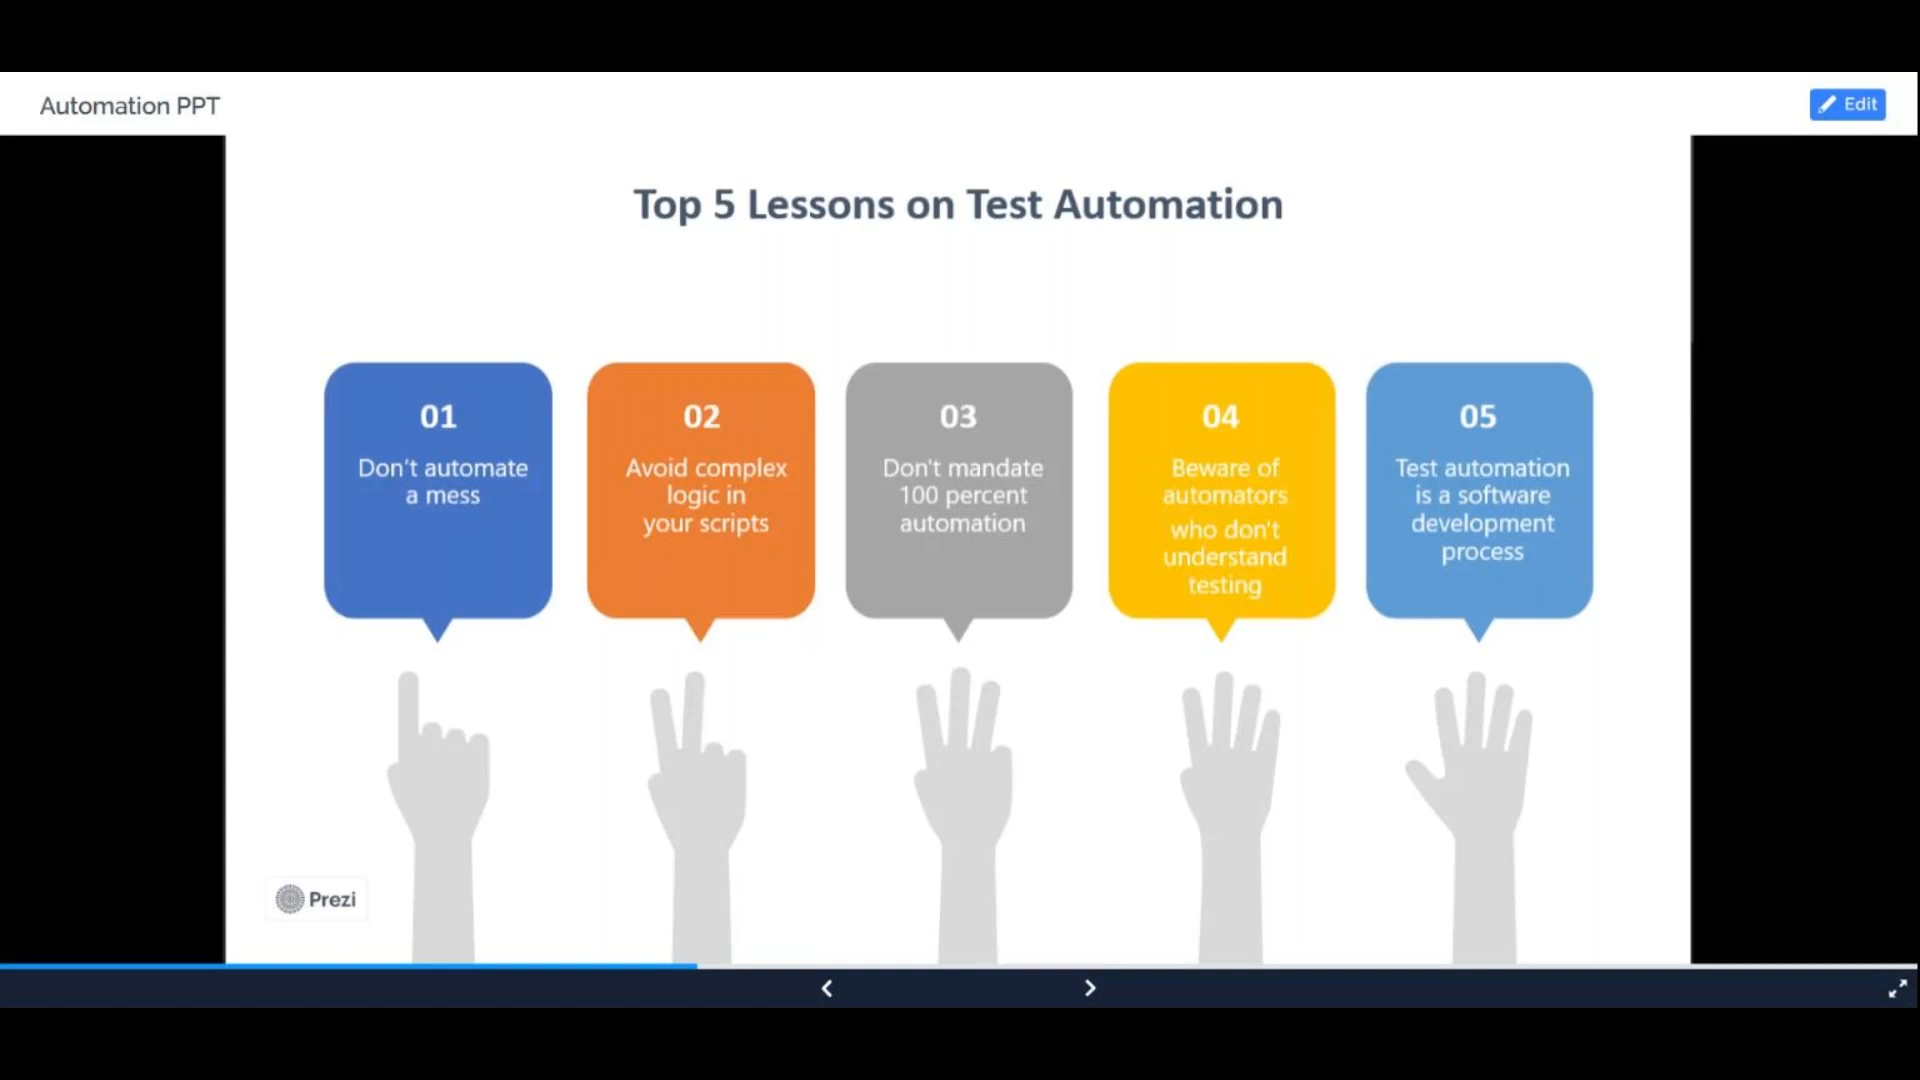 Automation PPT
Edit
Top 5 Lessons on Test Automation
01
Don't automate
a mess
02
Avoid complex
logic in
your scripts
03
Don't mandate
100 percent
automation
04
Beware of
automators
who don't
understand
testing
05
Test automation
is a software
development
process
Prezi